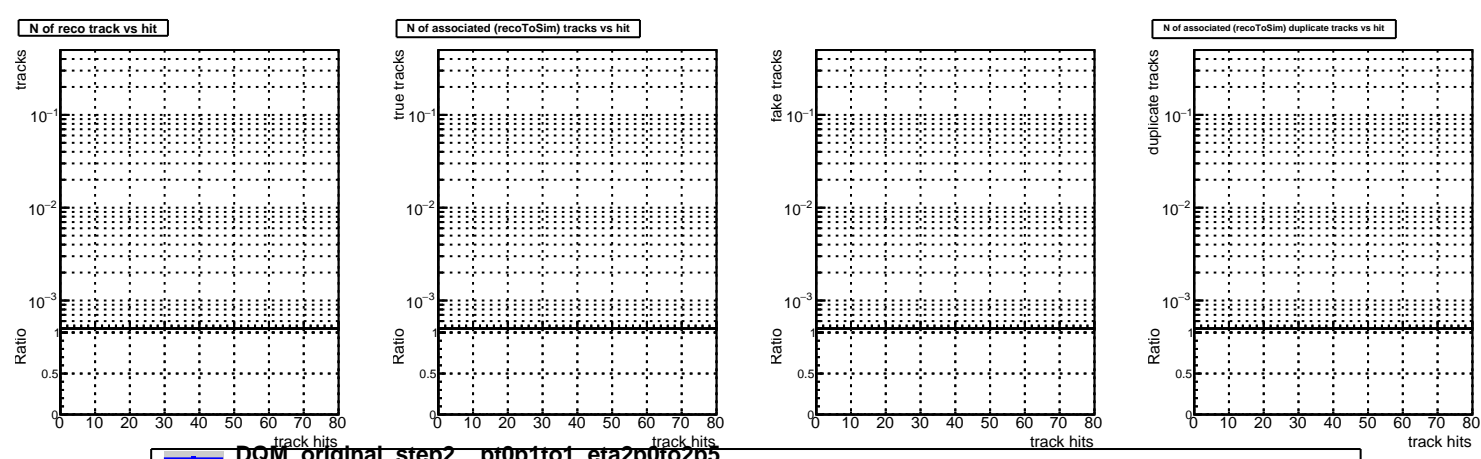 N of reco track vs hit
N of associated (recoToSim) tracks vs hit
N of associated (recoToSim) duplicate tracks vs hit
tracks
10−1
10−2
10−3
Ratio
1
0.5
0
0 10 20 30 40 50 60 70 80
track hits
true tracks
10−1
10−2
10−3
Ratio
1
0.5
0
0 10 20 30 40 50 60 70 80
track hits
fake tracks
10−1
10−2
10−3
Ratio
1
0.5
0
0 10 20 30 40 50 60 70 80
track hits
duplicate tracks
10−1
10−2
10−3
Ratio
1
0.5
0
0 10 20 30 40 50 60 70 80
track hits
DQM_original_step2__pt0p1to1_eta2p0to2p5